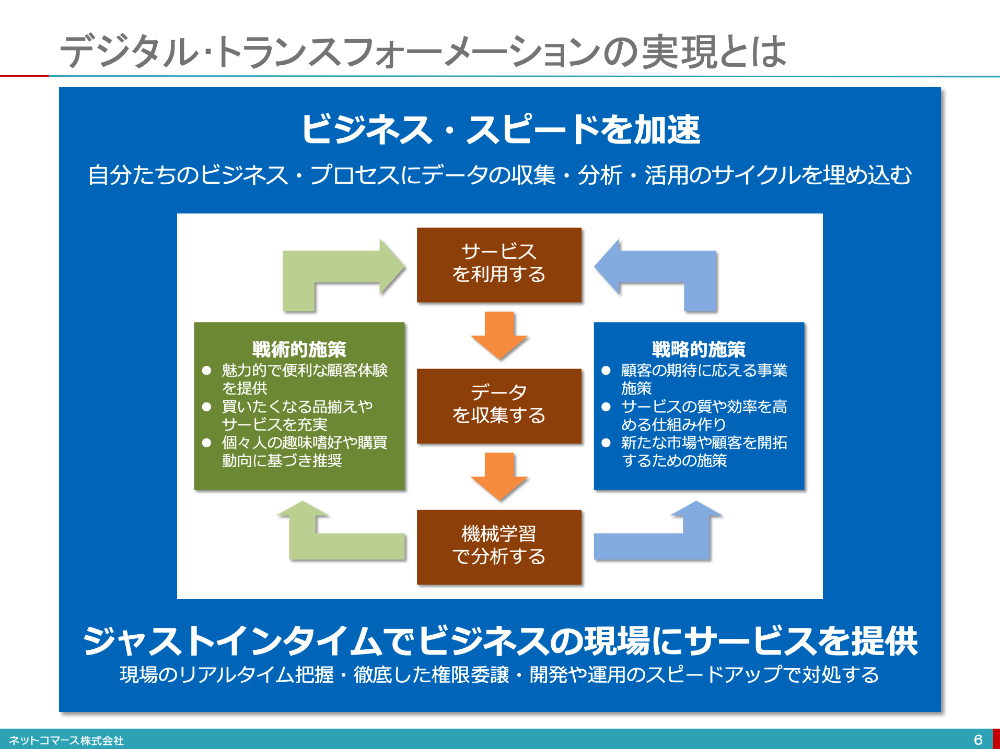 デジタル・トランスフォーメーションの実現とは
ビジネス・スピードを加速
自分たちのビジネス・プロセスにデータの収集・分析・活用のサイクルを埋め込む
サービス
を利用する
戦術的施策
● 魅力的で便利な顧客体験
を提供
● 買いたくなる品揃えや
サービスを充実
● 個々人の趣味嗜好や購買
動向に基づき推奨
データ
を収集する
戦略的施策
● 顧客の期待に応える事業
施策
● サービスの質や効率を高
める仕組み作り
● 新たな市場や顧客を開拓
するための施策
機械学習
で分析する
ジャストインタイムでビジネスの現場にサービスを提供
現場のリアルタイム把握・徹底した権限委譲・開発や運用のスピードアップで対処する
ネットコマース株式会社
6